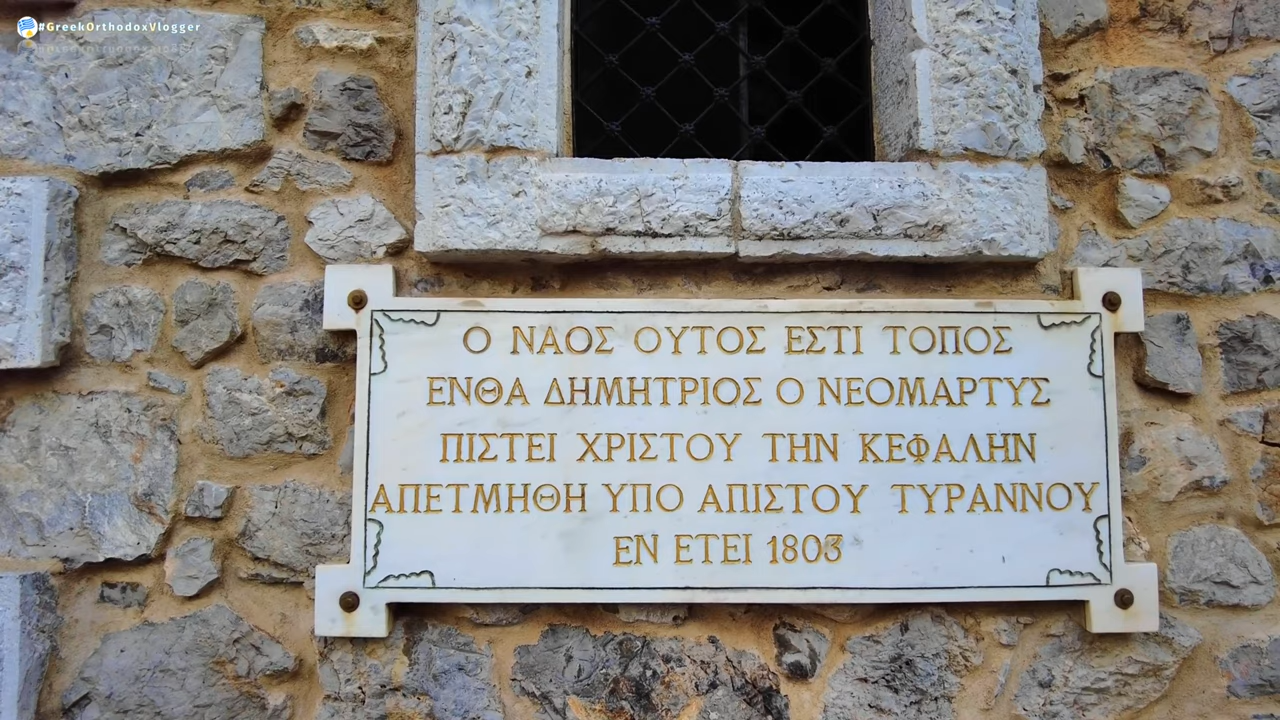 #GreekOrthodoxVlogger
Ο ΝΑΟΣ ΟΥΤΟΣ ΕΣΤΙ ΤΟΠΟΣ
ΕΝΘΑ ΔΗΜΗΤΡΙΟΣ Ο ΝΕΟΜΑΡΤΥΣ
ΠΙΣΤΕΙ ΧΡΙΣΤΟΥ ΤΗΝ ΚΕΦΑΛΗΝ
ΑΠΕΤΜΗΘΗ ΥΠΟ ΑΠΙΣΤΟΥ ΤΥΡΑΝΝΟΥ
ΕΝ ΕΤΕΙ 1803